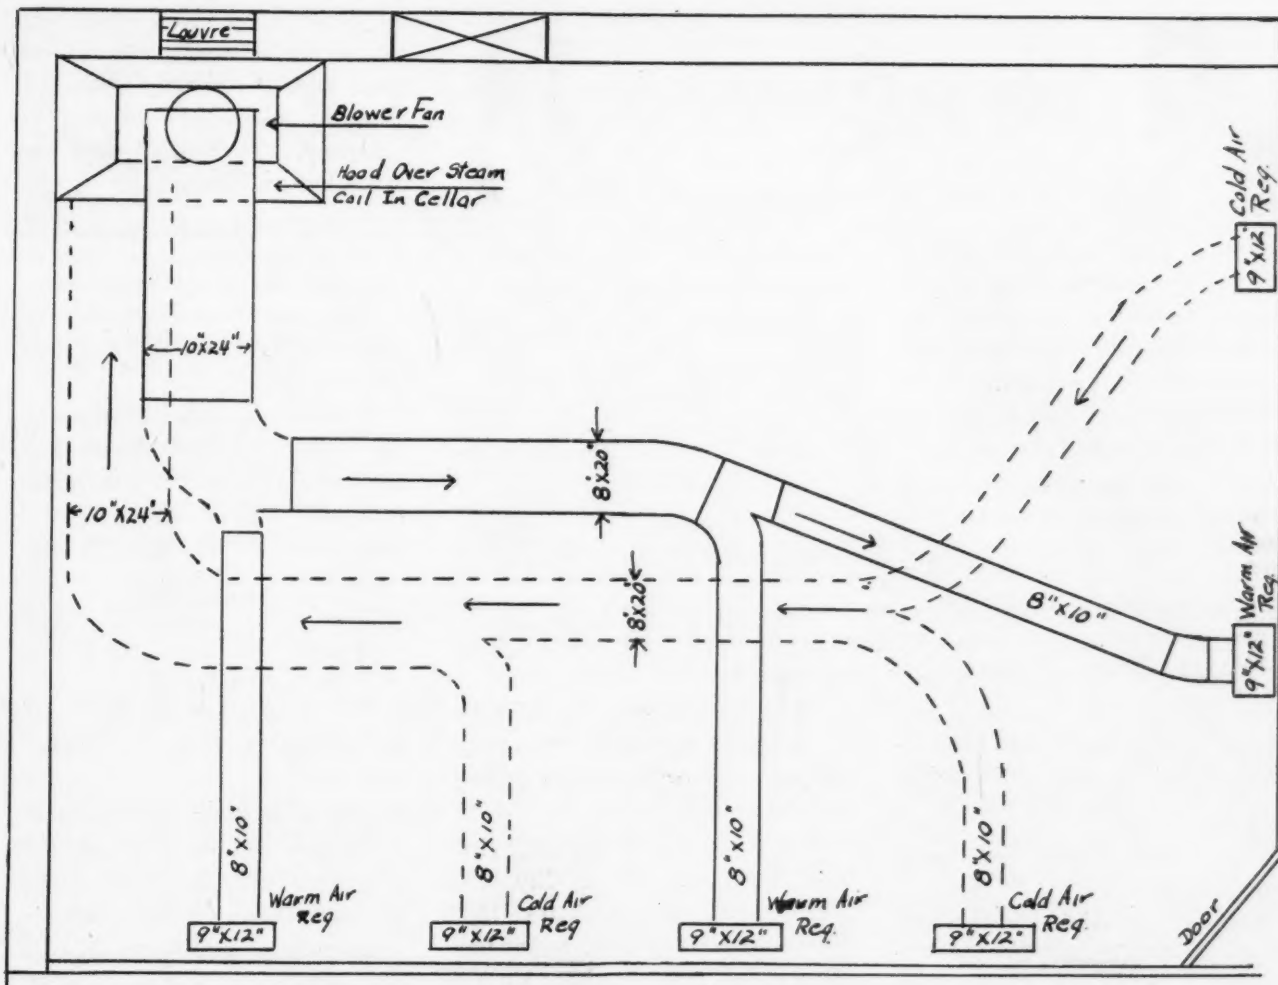 Louvre
Blower Fan
Hood Over Steam
Coil In Cellar
Cold Air
Reg.
9"X12"
10"X24"
8"X20"
10"X24"
8"X20"
8"X10"
Warm Air
Reg.
9"X12"
8"X10"
8"X10"
8"X10"
8"X10"
Warm Air
Reg
9"X12"
Cold Air
Reg
9"X12"
Warm Air
Reg.
9"X12"
Cold Air
Reg.
9"X12"
Door